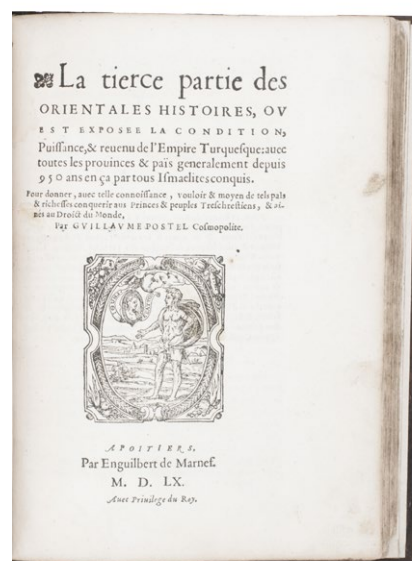 La tierce partie des
ORIENTALES HISTOIRES, OV
EST EXPOSEE LA CONDITION,
Puissance, & reuenu de l'Empire Turquesque: auec
toutes les prouinces & païs generalement depuis
950 ans en ça par tous Ismaelites conquis.
Pour donner, auec telle connoissance, vouloir & moyen de tels païs
& richesses conquerir aus Princes & peuples Treschrestiens, & aî-
nés au Droict du Monde,
Par GVILLAVME POSTEL Cosmopolite.
A POITIERS,
Par Enguilbert de Marnef.
M. D. LX.
Auec Priuilege du Roy.